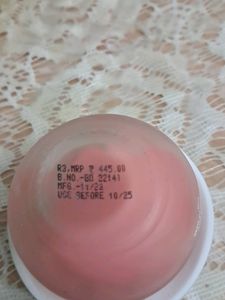 RS.MRP ₹ 445.00
B.NO.-BD 22141
MFG.-11/22
USE BEFORE 10/25